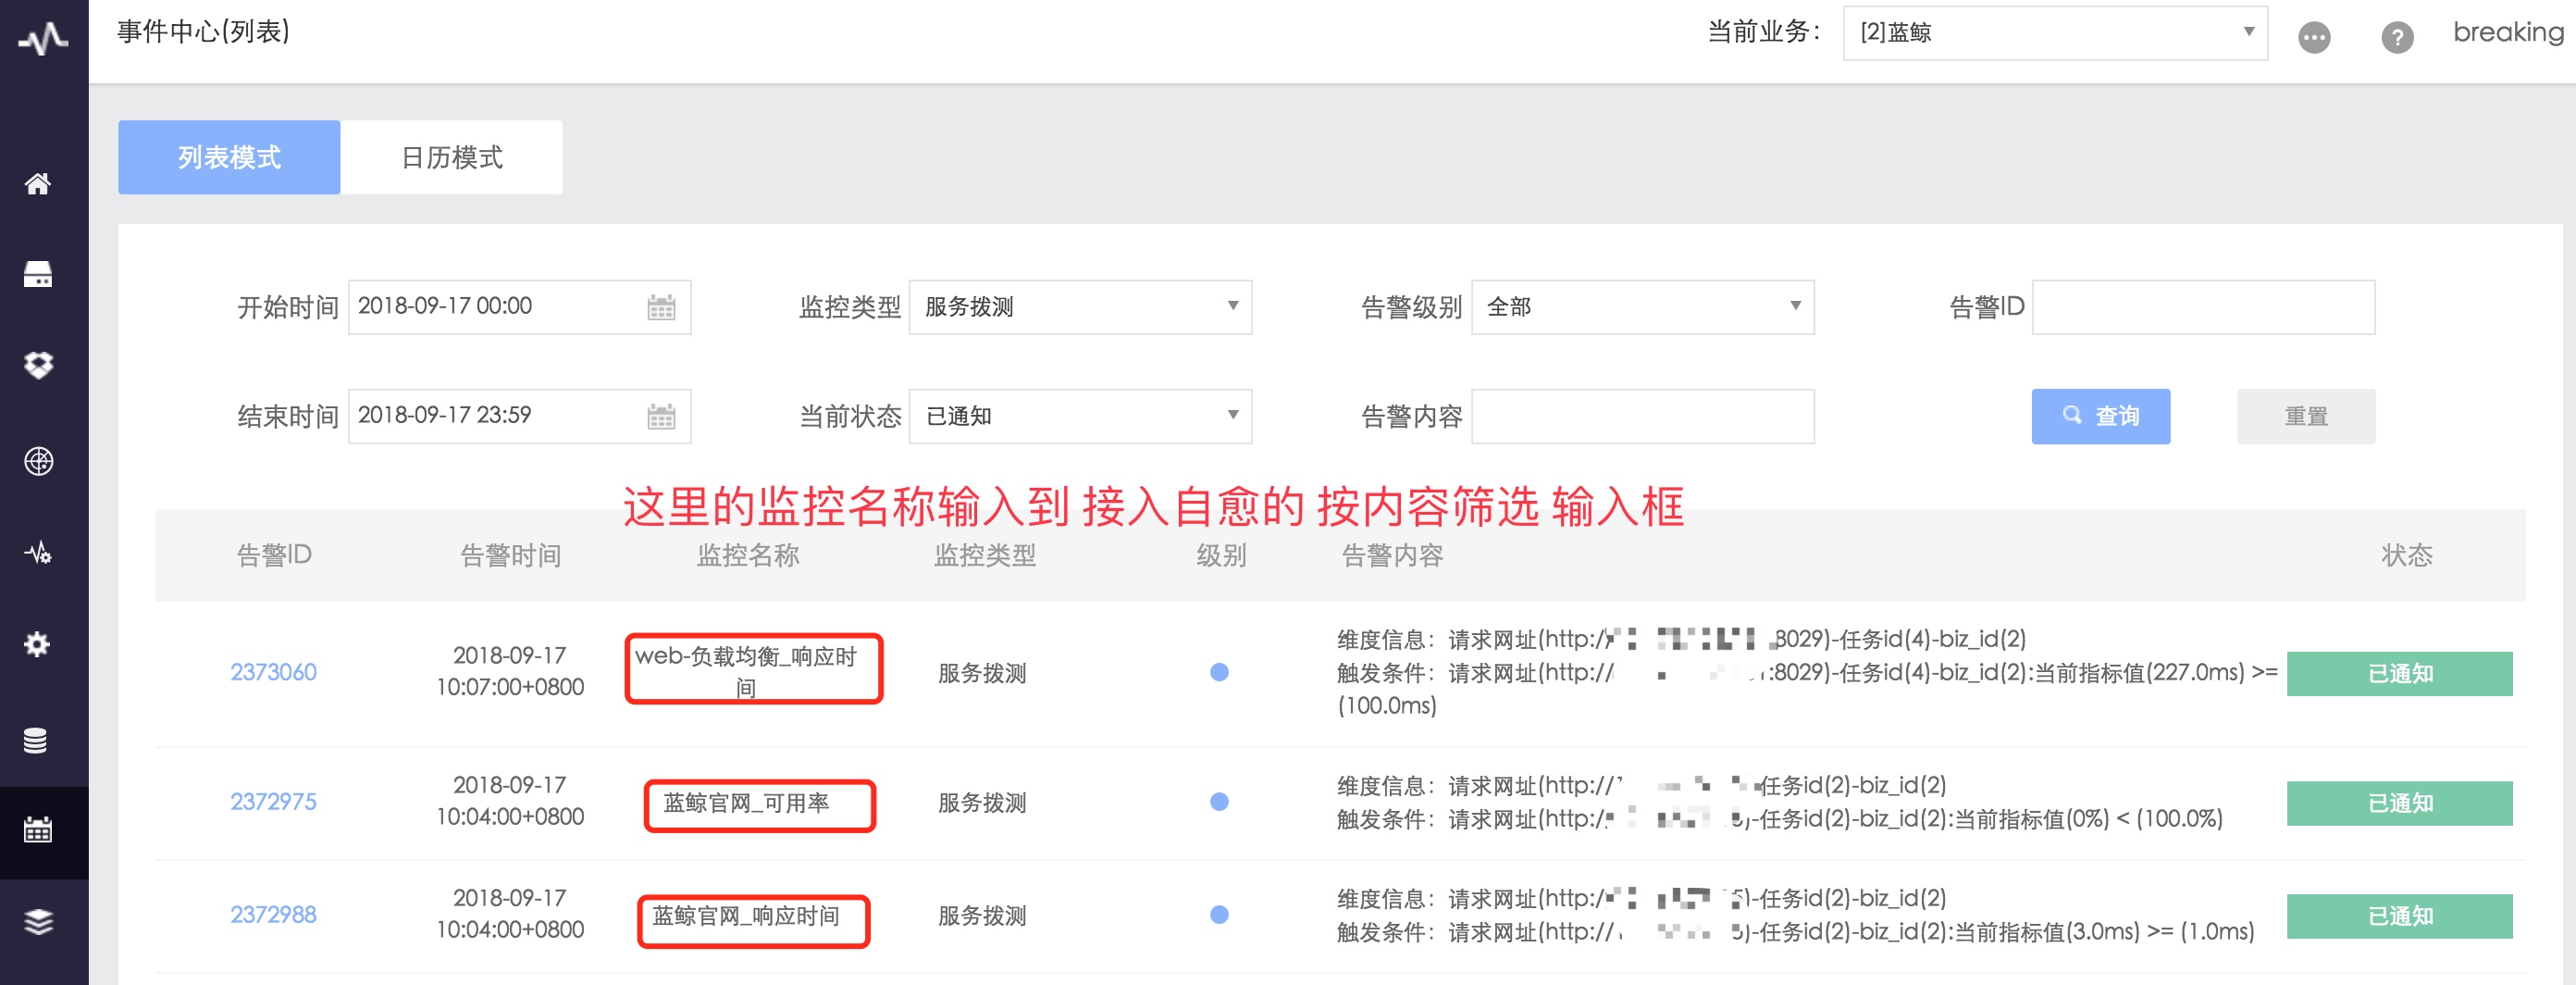 事件中心(列表)
当前业务： [2]蓝鲸
breaking
列表模式 日历模式
开始时间 2018-09-17 00:00 监控类型 服务拨测 告警级别 全部 告警ID
结束时间 2018-09-17 23:59 当前状态 已通知 告警内容 查询 重置
这里的监控名称输入到 接入自愈的 按内容筛选 输入框
告警ID 告警时间 监控名称 监控类型 级别 告警内容 状态
2373060
2018-09-17
10:07:00+0800
web-负载均衡_响应时
间
服务拨测
维度信息：请求网址(http:/ 8029)-任务id(4)-biz_id(2)
触发条件：请求网址(http:// :8029)-任务id(4)-biz_id(2):当前指标值(227.0ms) >=
(100.0ms)
已通知
2372975
2018-09-17
10:04:00+0800
蓝鲸官网_可用率
服务拨测
维度信息：请求网址(http:// 任务id(2)-biz_id(2)
触发条件：请求网址(http:/ )-任务id(2)-biz_id(2):当前指标值(0%) < (100.0%)
已通知
2372988
2018-09-17
10:04:00+0800
蓝鲸官网_响应时间
服务拨测
维度信息：请求网址(http:/ 5)-任务id(2)-biz_id(2)
触发条件：请求网址(http:// )-任务id(2)-biz_id(2):当前指标值(3.0ms) >= (1.0ms)
已通知